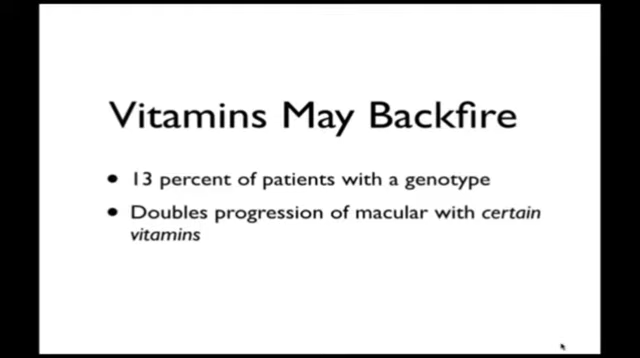 Vitamins May Backfire
• 13 percent of patients with a genotype
• Doubles progression of macular with certain
vitamins